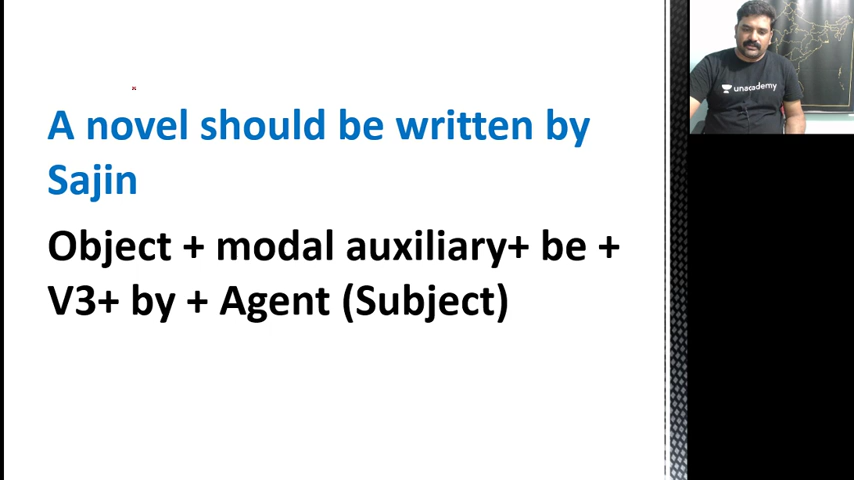 A novel should be written by
Sajin
Object + modal auxiliary+ be +
V3+ by + Agent (Subject)
unacademy